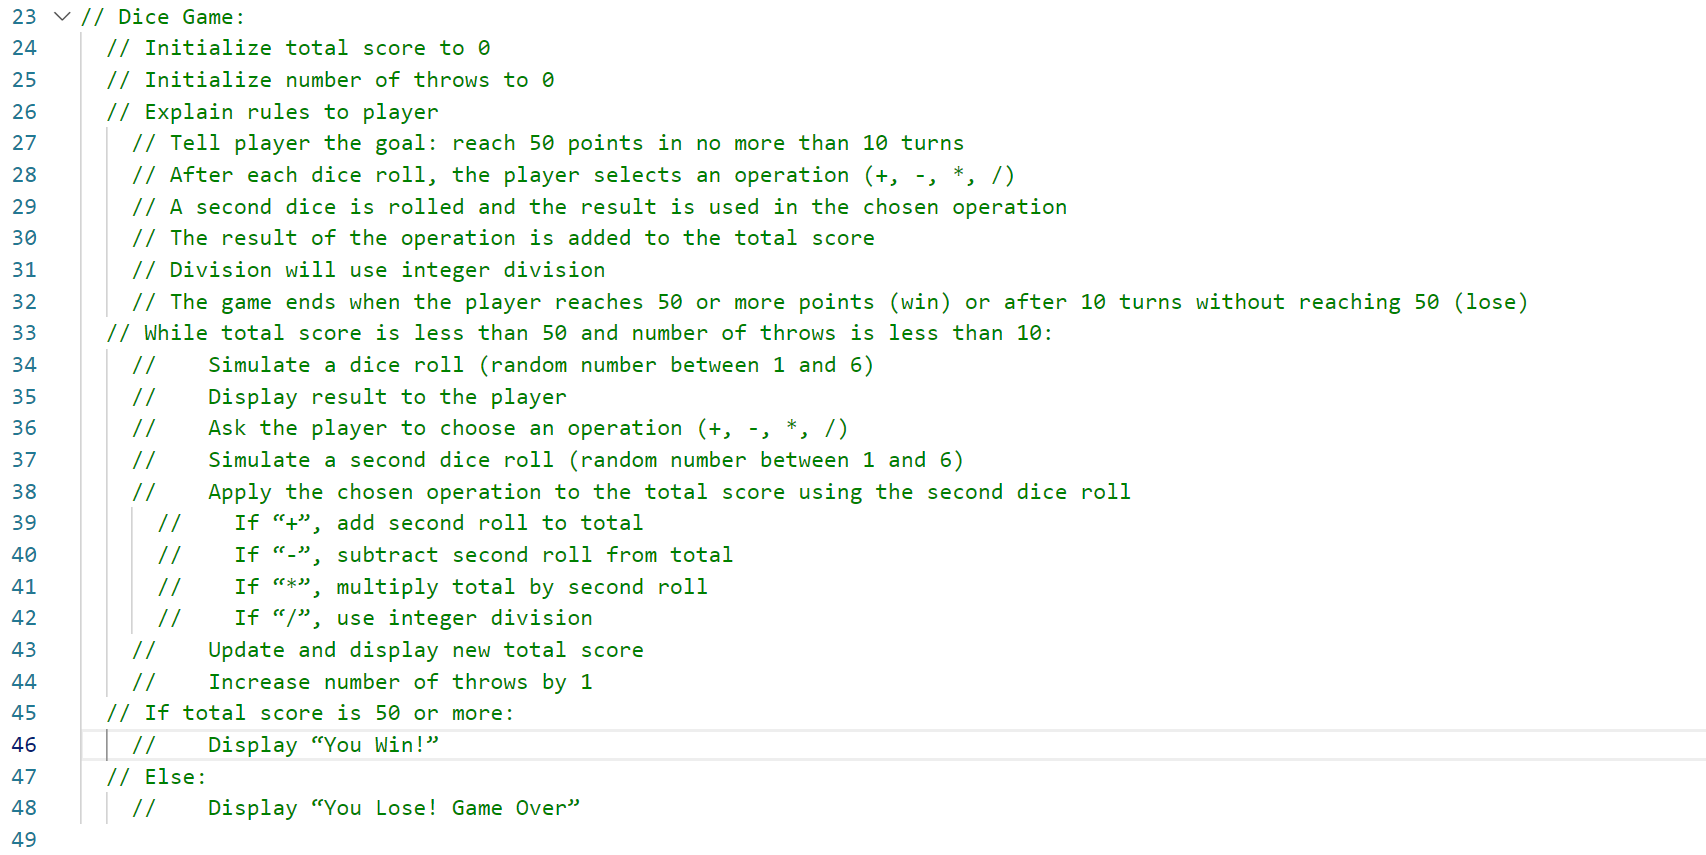 23 // Dice Game:
24 // Initialize total score to 0
25 // Initialize number of throws to 0
26 // Explain rules to player
27 // Tell player the goal: reach 50 points in no more than 10 turns
28 // After each dice roll, the player selects an operation (+, -, *, /)
29 // A second dice is rolled and the result is used in the chosen operation
30 // The result of the operation is added to the total score
31 // Division will use integer division
32 // The game ends when the player reaches 50 or more points (win) or after 10 turns without reaching 50 (lose)
33 // While total score is less than 50 and number of throws is less than 10:
34 //    Simulate a dice roll (random number between 1 and 6)
35 //    Display result to the player
36 //    Ask the player to choose an operation (+, -, *, /)
37 //    Simulate a second dice roll (random number between 1 and 6)
38 //    Apply the chosen operation to the total score using the second dice roll
39 //    If “+”, add second roll to total
40 //    If “-”, subtract second roll from total
41 //    If “*”, multiply total by second roll
42 //    If “/”, use integer division
43 //    Update and display new total score
44 //    Increase number of throws by 1
45 // If total score is 50 or more:
46 //    Display “You Win!”
47 // Else:
48 //    Display “You Lose! Game Over”
49